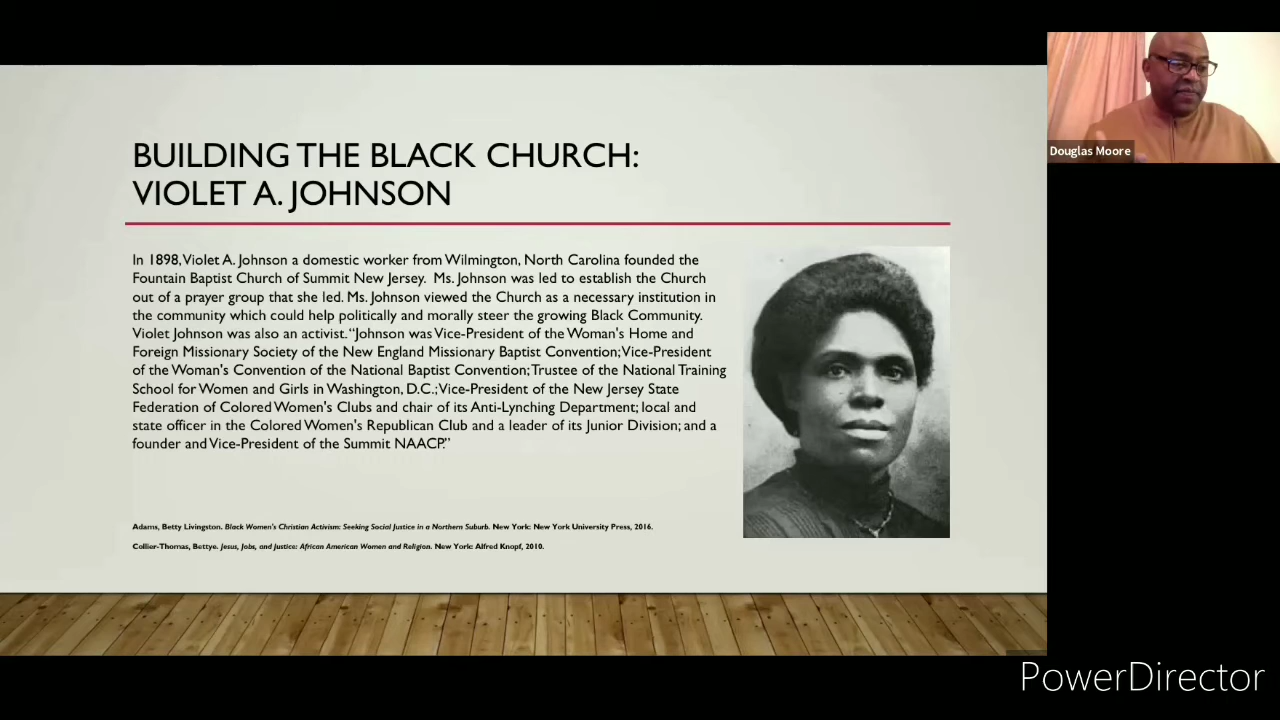 BUILDING THE BLACK CHURCH:
VIOLET A. JOHNSON
In 1898, Violet A. Johnson a domestic worker from Wilmington, North Carolina founded the
Fountain Baptist Church of Summit New Jersey.  Ms. Johnson was led to establish the Church
out of a prayer group that she led. Ms. Johnson viewed the Church as a necessary institution in
the community which could help politically and morally steer the growing Black Community.
Violet Johnson was also an activist. “Johnson was Vice-President of the Woman's Home and
Foreign Missionary Society of the New England Missionary Baptist Convention; Vice-President
of the Woman's Convention of the National Baptist Convention; Trustee of the National Training
School for Women and Girls in Washington, D.C.; Vice-President of the New Jersey State
Federation of Colored Women's Clubs and chair of its Anti-Lynching Department; local and
state officer in the Colored Women's Republican Club and a leader of its Junior Division; and a
founder and Vice-President of the Summit NAACP.”
Adams, Betty Livingston. Black Women's Christian Activism: Seeking Social Justice in a Northern Suburb. New York: New York University Press, 2016.
Collier-Thomas, Bettye. Jesus, Jobs, and Justice: African American Women and Religion. New York: Alfred Knopf, 2010.
Douglas Moore
PowerDirector